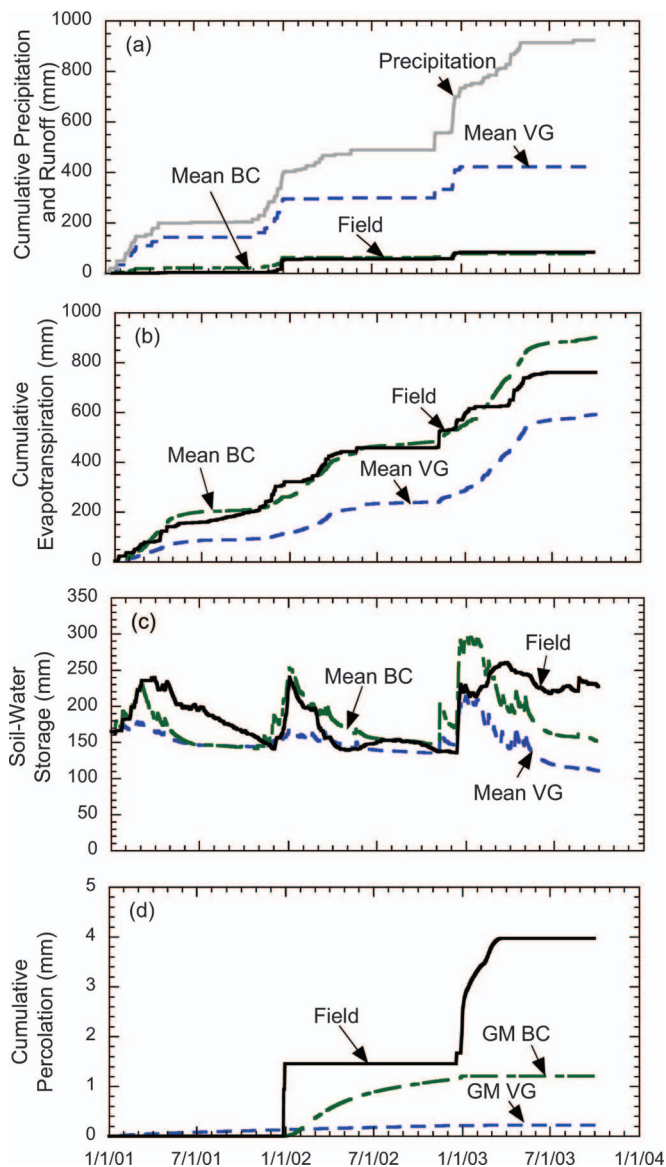 (a)
Precipitation
Mean VG
Mean BC
Field
Cumulative Precipitation
and Runoff (mm)
1000
800
600
400
200
0
(b)
Field
Mean BC
Mean VG
Cumulative
Evapotranspiration (mm)
1000
800
600
400
200
0
(c)
Field
Mean BC
Mean VG
Soil-Water
Storage (mm)
350
300
250
200
150
100
50
0
(d)
Field
GM BC
GM VG
Cumulative
Percolation (mm)
5
4
3
2
1
0
1/1/01 7/1/01 1/1/02 7/1/02 1/1/03 7/1/03 1/1/04